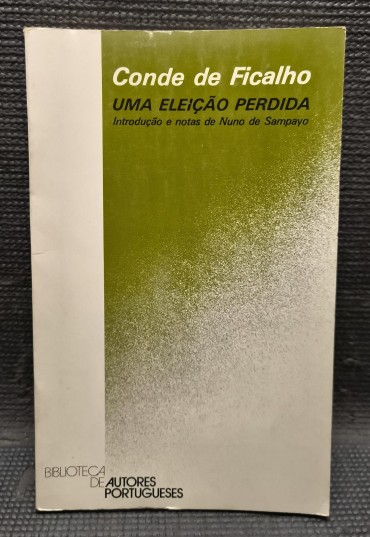 Conde de Ficalho
UMA ELEIÇÃO PERDIDA
Introdução e notas de Nuno de Sampayo
BIBLIOTECA
DE AUTORES
PORTUGUESES